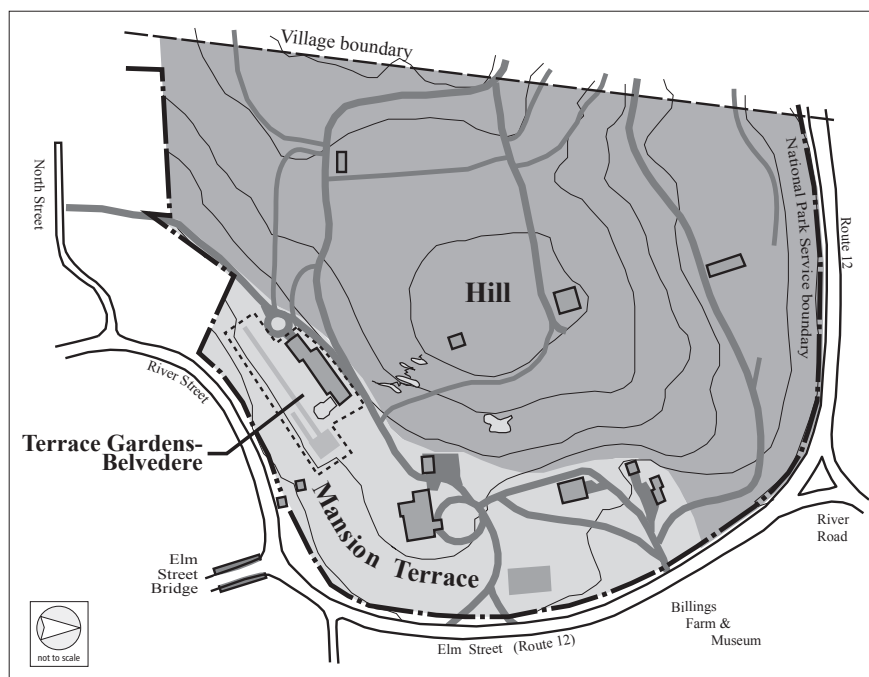 Village boundary
North Street
National Park Service boundary
Route 12
Hill
River Street
Terrace Gardens-
Belvedere
Mansion Terrace
Elm
Street
Bridge
River
Road
Billings
Farm &
Museum
Elm Street (Route 12)
not to scale